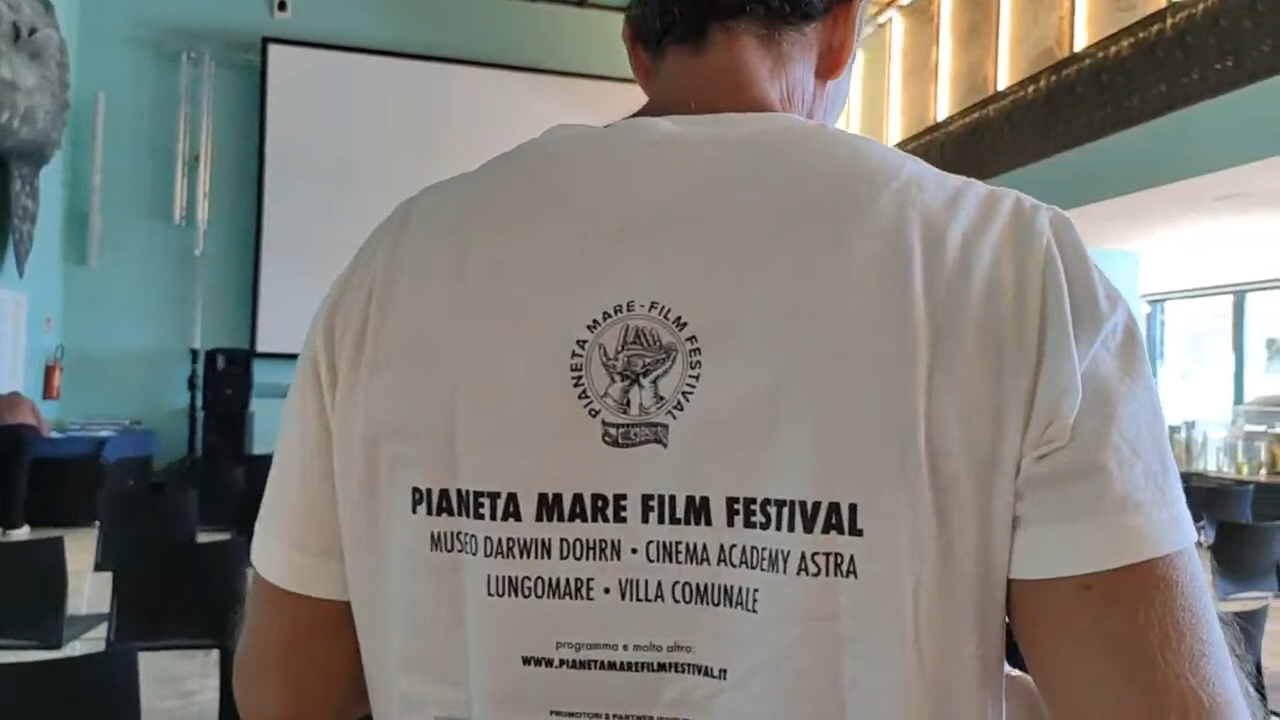 PIANETA MARE-FILM FESTIVAL
PIANETA MARE FILM FESTIVAL
MUSEO DARWIN DOHRN • CINEMA ACADEMY ASTRA
LUNGOMARE • VILLA COMUNALE
programma e molto altro:
WWW.PIANETAMAREFILMFESTIVAL.IT
PROMOTORI E PARTNER